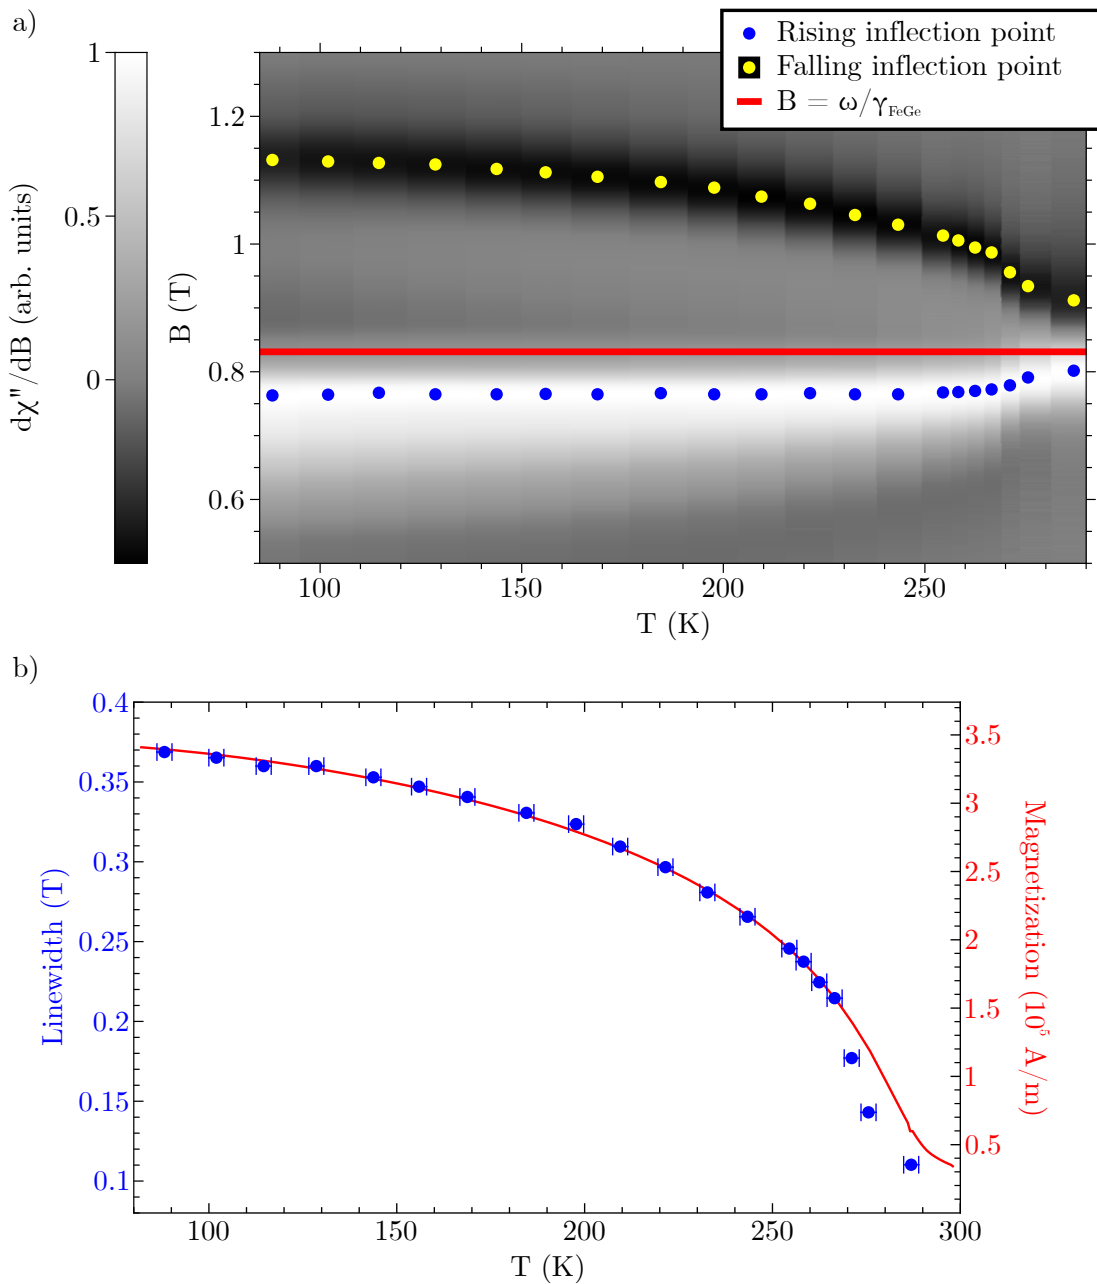 a)
Rising inflection point
Falling inflection point
B = ω/γFeGe
1
0.5
0
dχ"/dB (arb. units)
1.2
1
0.8
0.6
B (T)
100
150
200
250
T (K)
b)
0.4
0.35
0.3
0.25
0.2
0.15
0.1
Linewidth (T)
3.5
3
2.5
2
1.5
1
0.5
Magnetization (10⁵ A/m)
100
150
200
250
300
T (K)